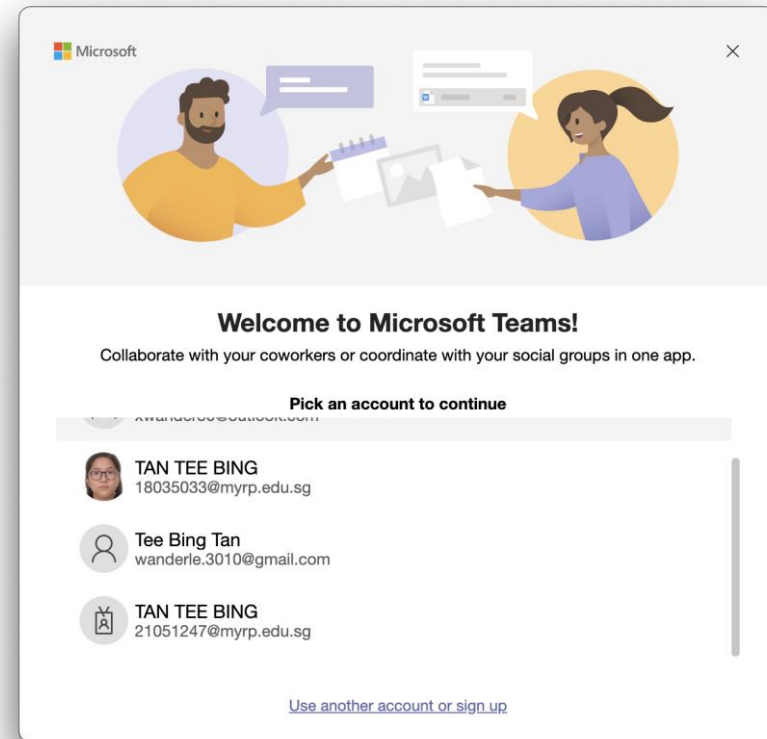 Microsoft
Welcome to Microsoft Teams!
Collaborate with your coworkers or coordinate with your social groups in one app.
Pick an account to continue
TAN TEE BING
18035033@myrp.edu.sg
Tee Bing Tan
wanderle.3010@gmail.com
TAN TEE BING
21051247@myrp.edu.sg
Use another account or sign up